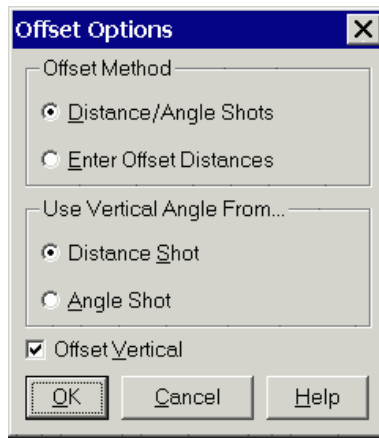 Offset Options
Offset Method
Distance/Angle Shots
Enter Offset Distances
Use Vertical Angle From...
Distance Shot
Angle Shot
Offset Vertical
OK Cancel Help